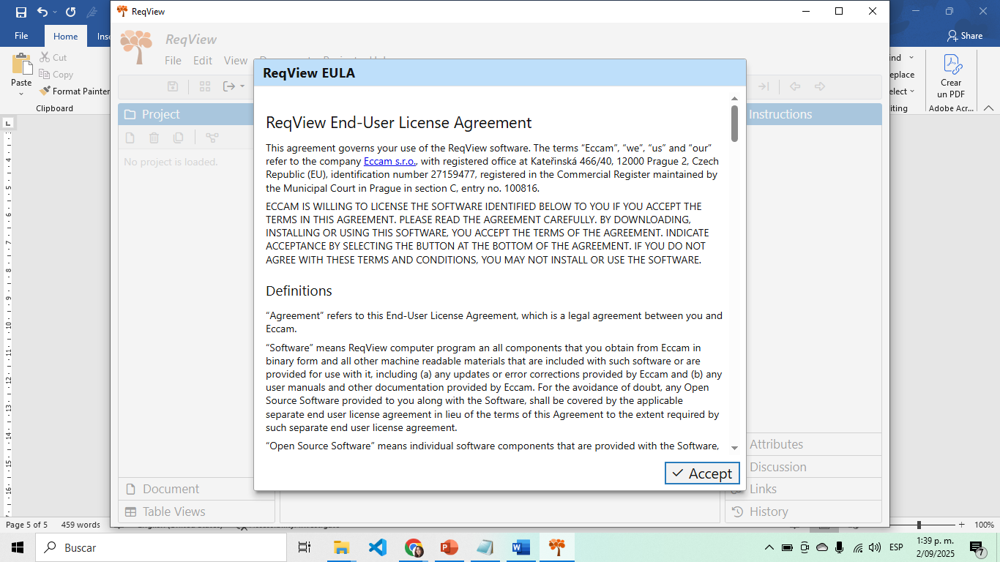 ReqView
File
Home
Inse
Share
ReqView
File Edit View
Paste
Cut
Copy
Format Painter
Clipboard
ind
eplace
elect
iting
Crear
un PDF
Adobe Acr...
ReqView EULA
Project
No project is loaded.
Instructions
ReqView End-User License Agreement
This agreement governs your use of the ReqView software. The terms “Eccam”, “we”, “us” and “our”
refer to the company Eccam s.r.o., with registered office at Kateřinská 466/40, 12000 Prague 2, Czech
Republic (EU), identification number 27159477, registered in the Commercial Register maintained by
the Municipal Court in Prague in section C, entry no. 100816.
ECCAM IS WILLING TO LICENSE THE SOFTWARE IDENTIFIED BELOW TO YOU IF YOU ACCEPT THE
TERMS IN THIS AGREEMENT. PLEASE READ THE AGREEMENT CAREFULLY. BY DOWNLOADING,
INSTALLING OR USING THIS SOFTWARE, YOU ACCEPT THE TERMS OF THE AGREEMENT. INDICATE
ACCEPTANCE BY SELECTING THE BUTTON AT THE BOTTOM OF THE AGREEMENT. IF YOU DO NOT
AGREE WITH THESE TERMS AND CONDITIONS, YOU MAY NOT INSTALL OR USE THE SOFTWARE.
Definitions
“Agreement” refers to this End-User License Agreement, which is a legal agreement between you and
Eccam.
“Software” means ReqView computer program an all components that you obtain from Eccam in
binary form and all other machine readable materials that are included with such software or are
provided for use with it, including (a) any updates or error corrections provided by Eccam and (b) any
user manuals and other documentation provided by Eccam. For the avoidance of doubt, any Open
Source Software provided to you along with the Software, shall be covered by the applicable
separate end user license agreement in lieu of the terms of this Agreement to the extent required by
such separate end user license agreement.
“Open Source Software” means individual software components that are provided with the Software,
Accept
Document
Table Views
Attributes
Discussion
Links
History
Page 5 of 5 459 words
100%
Buscar
ESP
1:39 p. m.
2/09/2025
7